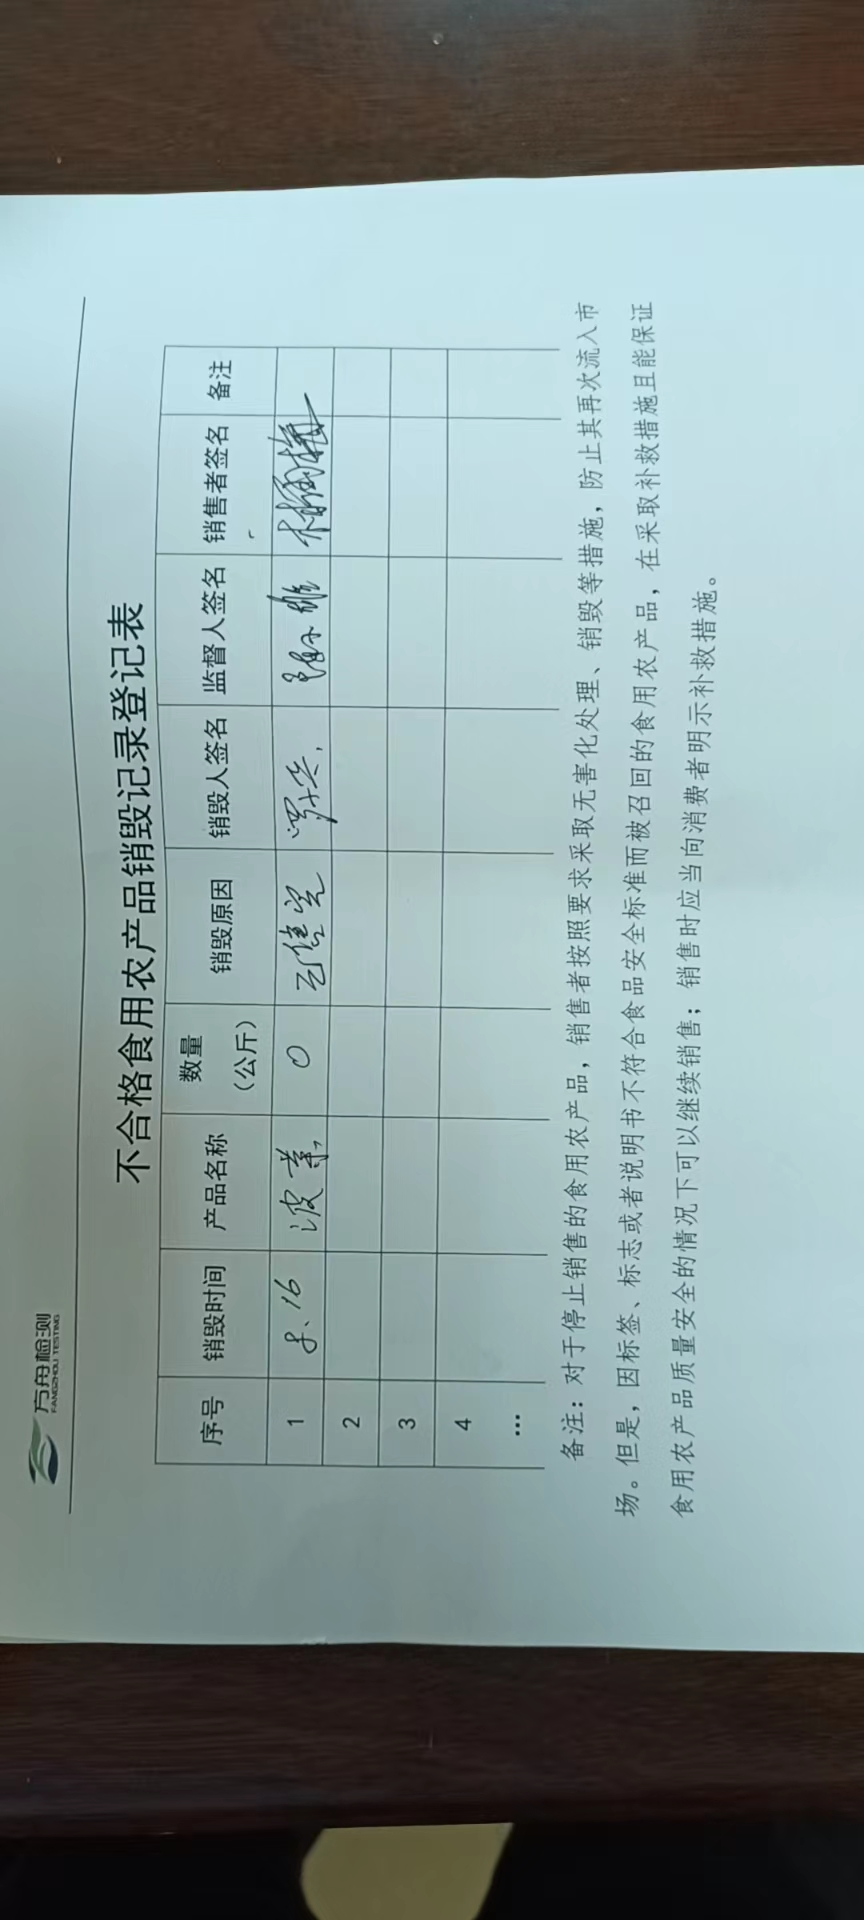 方舟检测
FANGZHOU TESTING
不合格食用农产品销毁记录登记表
序号 销毁时间 产品名称 数量（公斤） 销毁原因 销毁人签名 监督人签名 销售者签名 备注
1 8.16 波菜 0 已售完
2
3
4
...
备注：对于停止销售的食用农产品，销售者按照要求采取无害化处理、销毁等措施，防止其再次流入市
场。但是，因标签、标志或者说明书不符合食品安全标准而被召回的食用农产品，在采取补救措施且能保证
食用农产品质量安全的情况下可以继续销售；销售时应当向消费者明示补救措施。